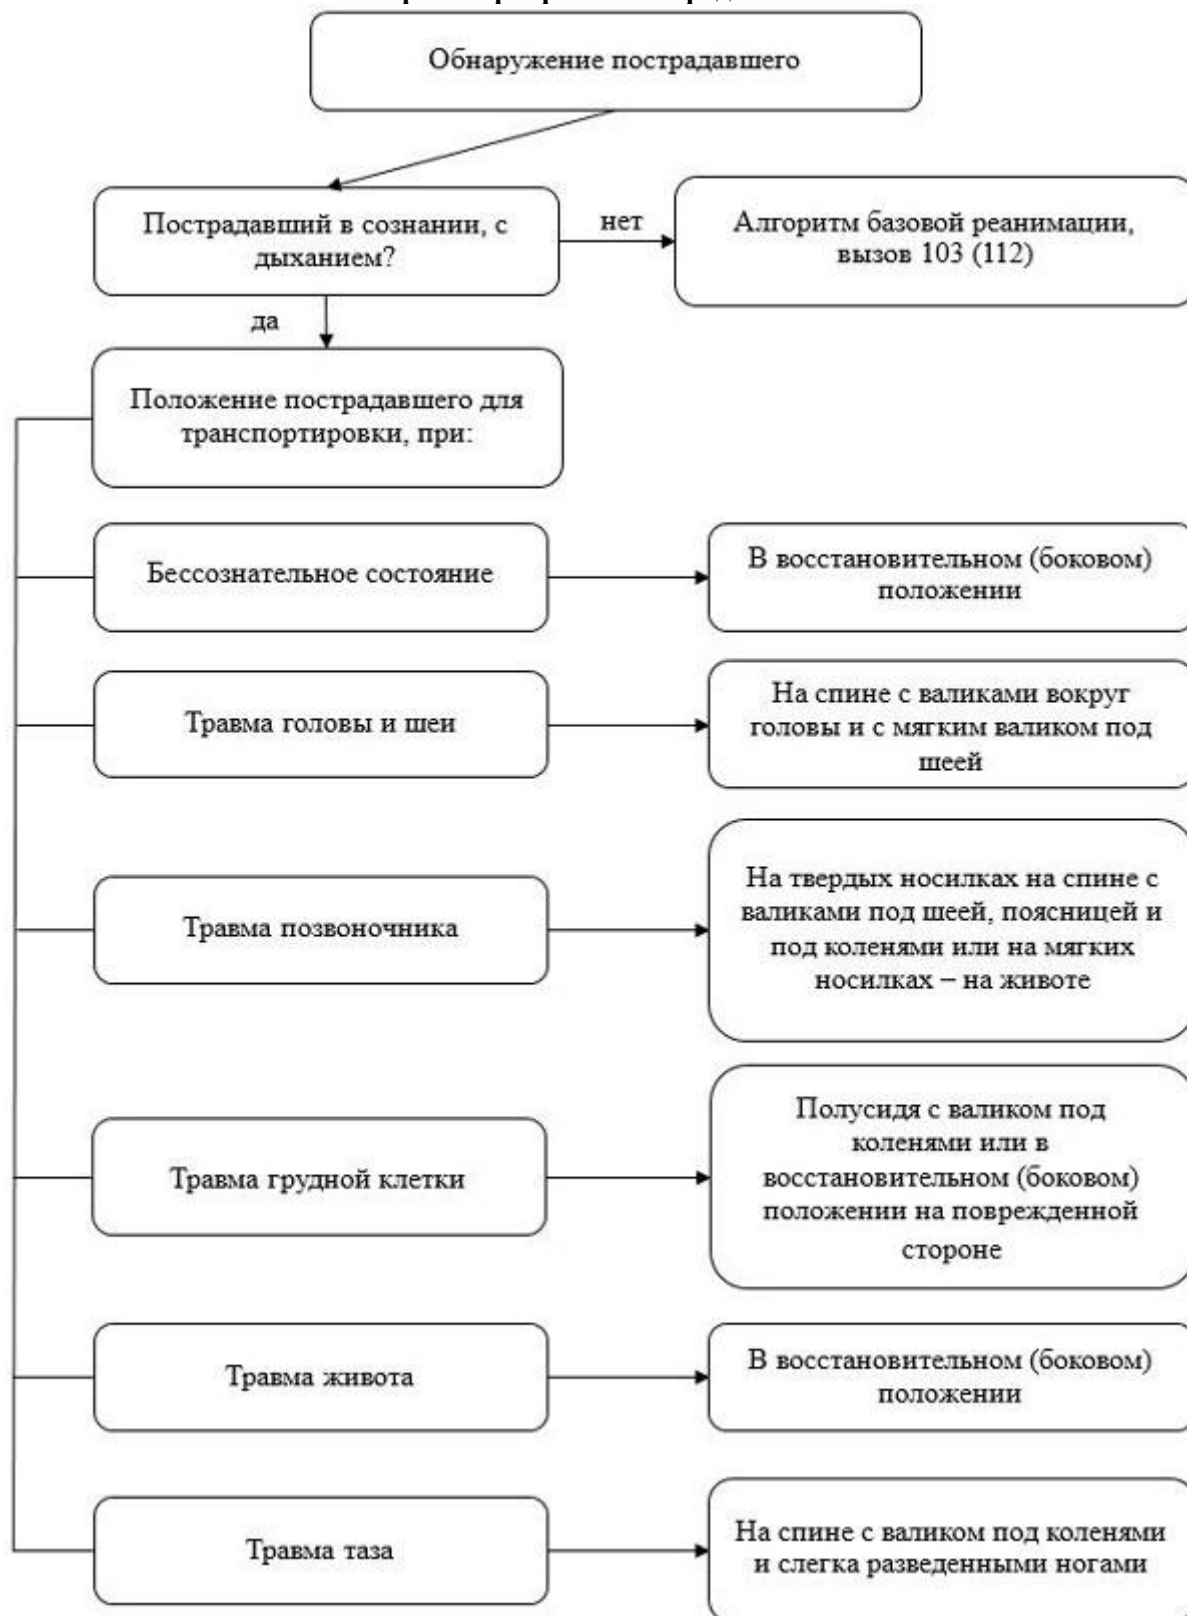 Обнаружение пострадавшего
Пострадавший в сознании, с
дыханием?
нет
Алгоритм базовой реанимации,
вызов 103 (112)
да
Положение пострадавшего для
транспортировки, при:
Бессознательное состояние
В восстановительном (боковом)
положении
Травма головы и шеи
На спине с валиками вокруг
головы и с мягким валиком под
шеей
Травма позвоночника
На твердых носилках на спине с
валиками под шеей, поясницей и
под коленями или на мягких
носилках – на животе
Травма грудной клетки
Полусидя с валиком под
коленями или в
восстановительном (боковом)
положении на поврежденной
стороне
Травма живота
В восстановительном (боковом)
положении
Травма таза
На спине с валиком под коленями
и слегка разведенными ногами